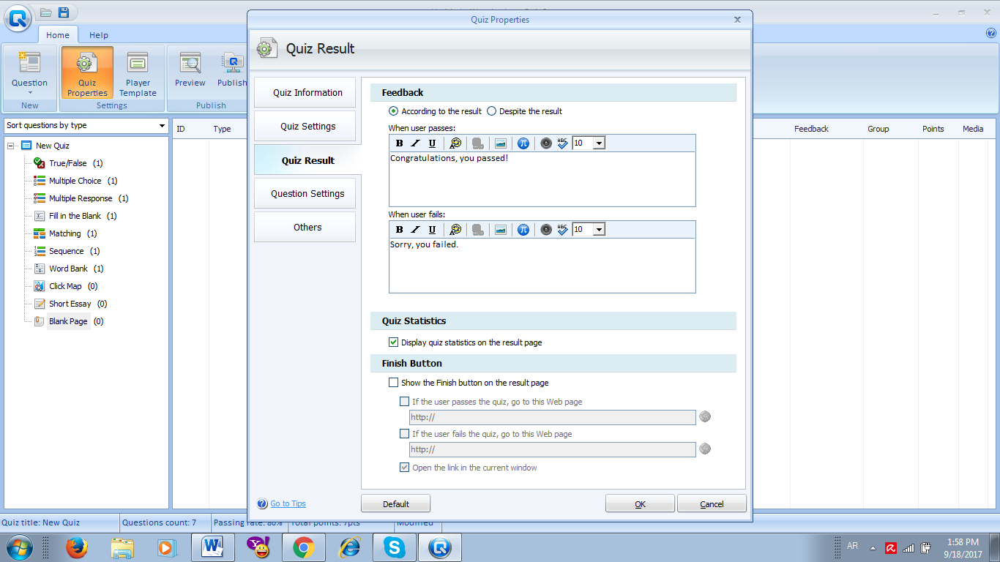 Quiz Properties
Home Help
Quiz Result
Question
Quiz Properties
Player Template
Preview
Publish
New
Settings
Publish
Sort questions by type
ID Type Feedback Group Points Media
New Quiz
True/False (1)
Multiple Choice (1)
Multiple Response (1)
Fill in the Blank (1)
Matching (1)
Sequence (1)
Word Bank (1)
Click Map (0)
Short Essay (0)
Blank Page (0)
Quiz Information
Quiz Settings
Quiz Result
Question Settings
Others
Feedback
According to the result Despite the result
When user passes:
B I U ABC 10
Congratulations, you passed!
When user fails:
B I U ABC 10
Sorry, you failed.
Quiz Statistics
Display quiz statistics on the result page
Finish Button
Show the Finish button on the result page
If the user passes the quiz, go to this Web page
http://
If the user fails the quiz, go to this Web page
http://
Open the link in the current window
Go to Tips
Default OK Cancel
Quiz title: New Quiz Questions count: 7 Passing rate: 80% Total points: 7pts Modified
AR
1:58 PM
9/18/2017